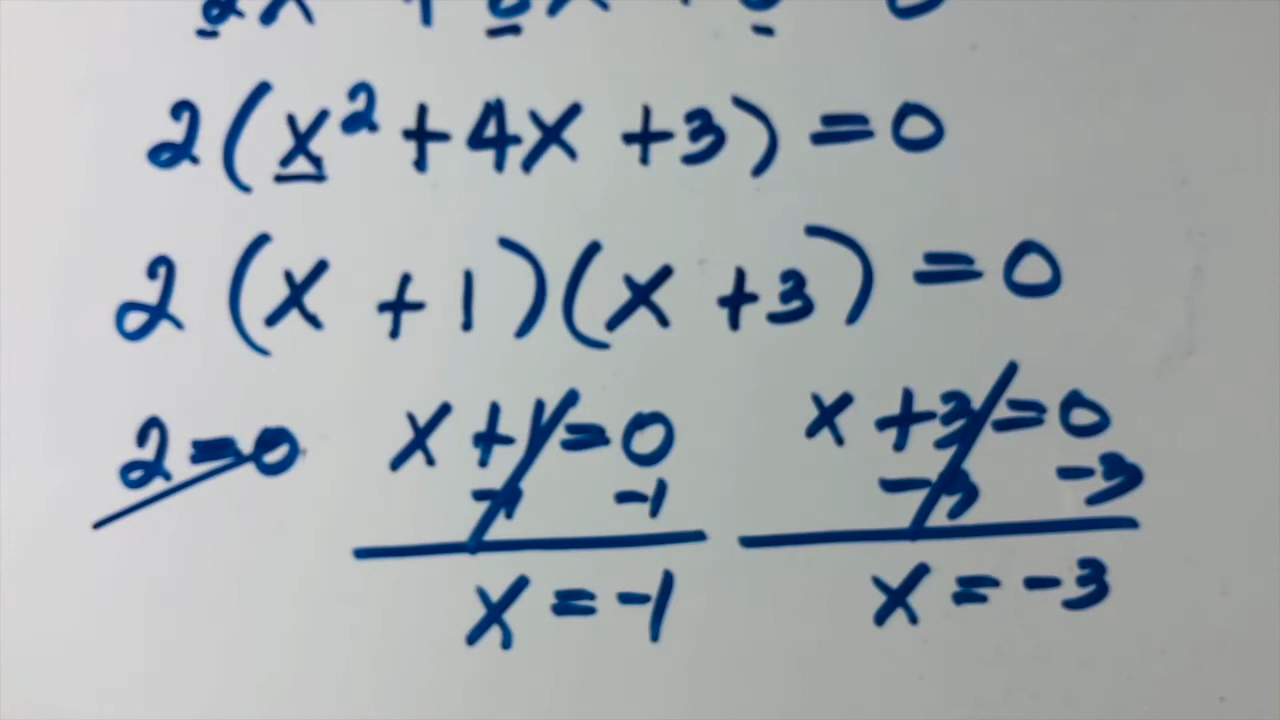 2(x²+4x+3)=0
2(x+1)(x+3)=0
2=0 x+1=0 x+3=0
-1 -1 -3 -3
x=-1 x=-3